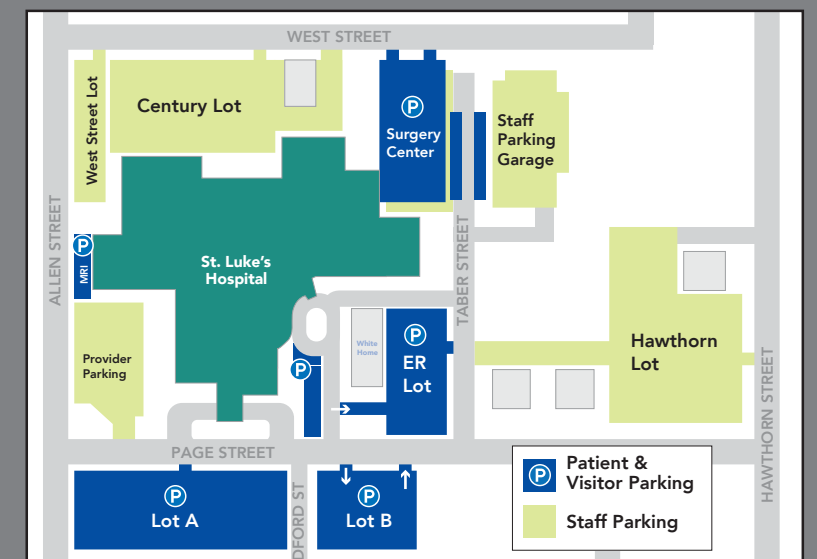 WEST STREET
West Street Lot
Century Lot
P
Surgery
Center
Staff
Parking
Garage
ALLEN STREET
P
MRI
St. Luke's
Hospital
TABER STREET
Provider
Parking
P
White
Home
P
ER
Lot
Hawthorn
Lot
HAWTHORN STREET
PAGE STREET
P
Lot A
DFORD ST
P
Lot B
P
Patient &
Visitor Parking
Staff Parking